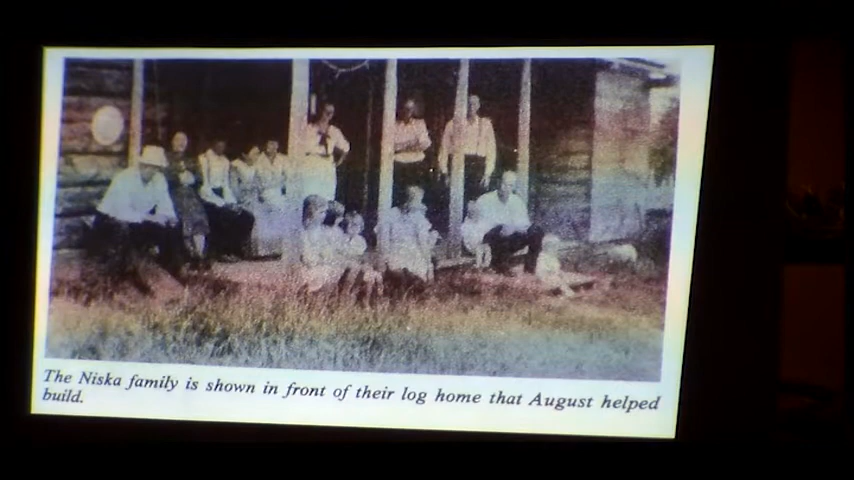 The Niska family is shown in front of their log home that August helped
build.